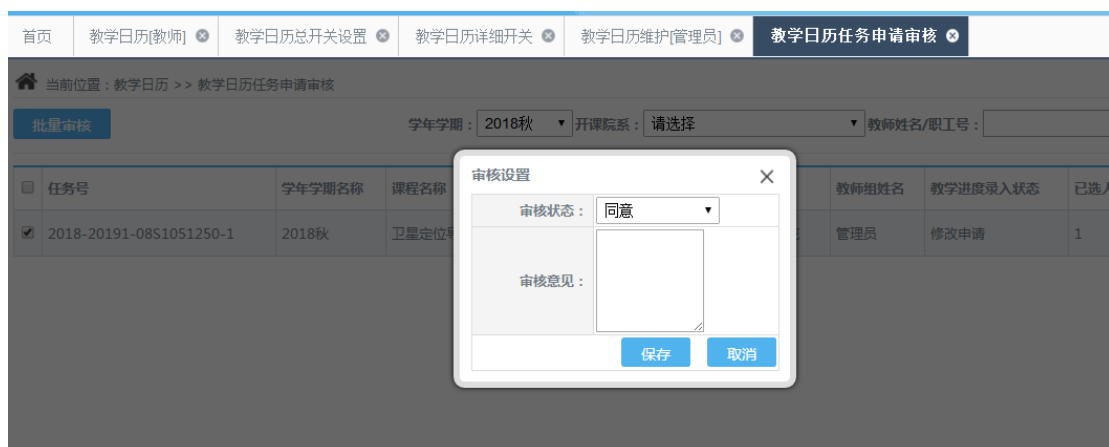 首页 教学日历[教师] 教学日历总开关设置 教学日历详细开关 教学日历维护[管理员] 教学日历任务申请审核
当前位置：教学日历 >> 教学日历任务申请审核
批量审核 学年学期： 2018秋 开课院系： 请选择 教师姓名/职工号：
任务号 学年学期名称 课程名称 教师组姓名 教学进度录入状态 已选人
2018-20191-08S1051250-1 2018秋 卫星定位导 管理员 修改申请 1
审核设置
审核状态： 同意
审核意见：
保存 取消